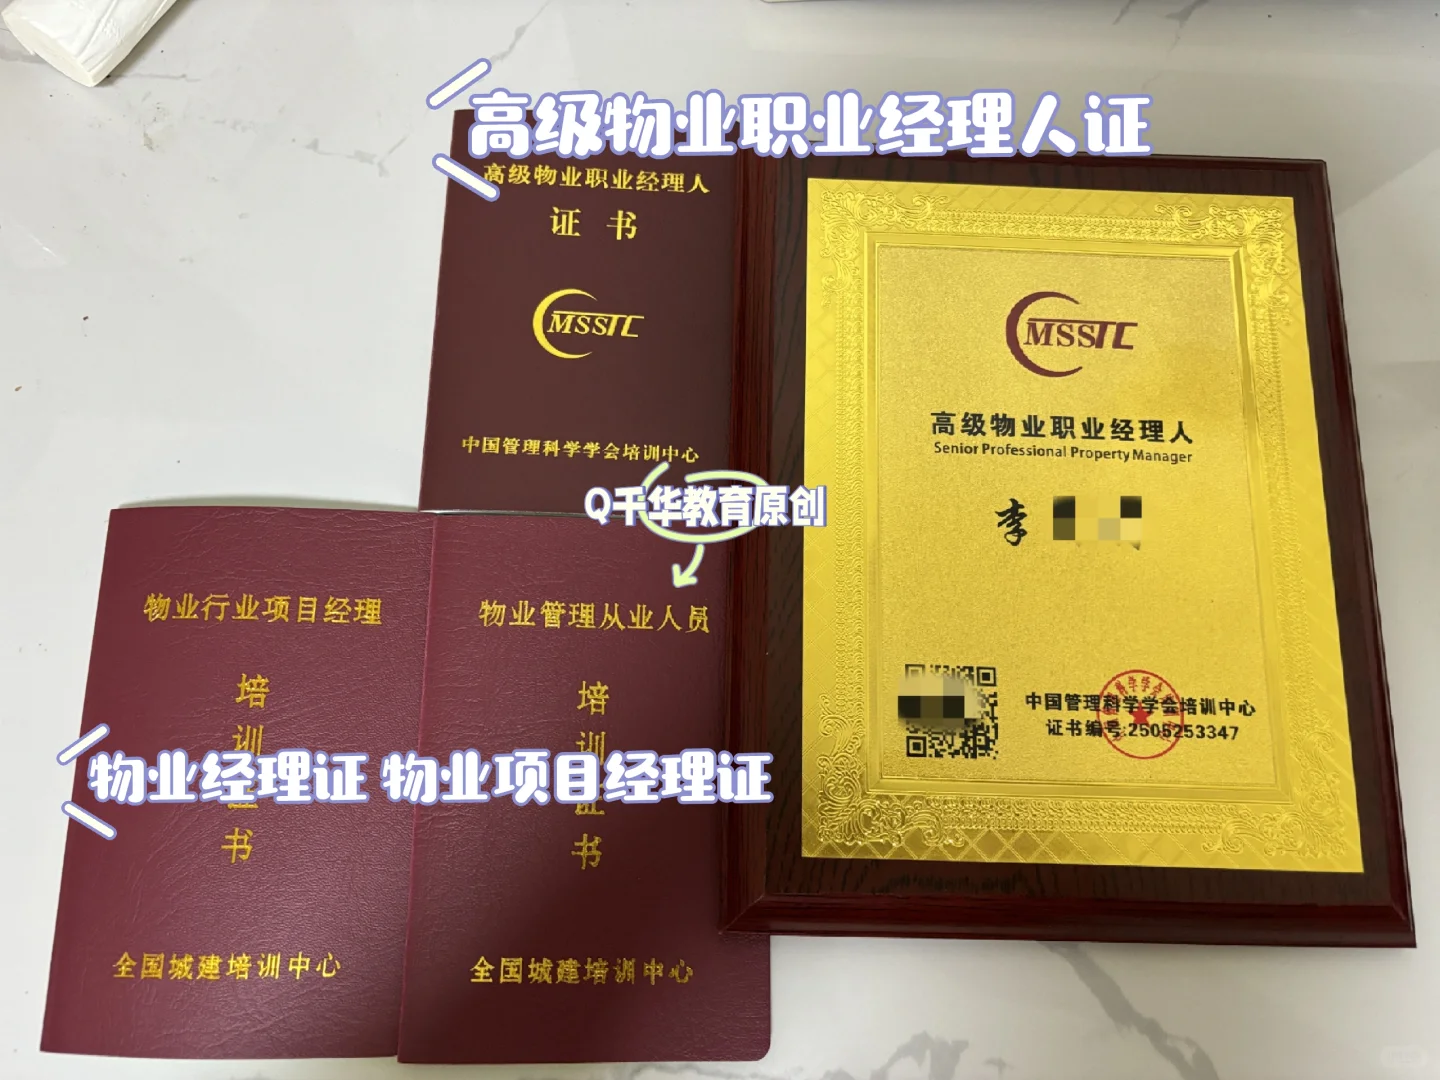 高级物业职业经理人证
高级物业职业经理人
证书
MSSTC
中国管理科学学会培训中心
Q千华教育原创
MSSTC
高级物业职业经理人
Senior Professional Property Manager
李
中国管理科学学会培训中心
证书编号:2505253347
物业行业项目经理
培
训
书
全国城建培训中心
物业管理从业人员
培
训
证
书
全国城建培训中心
物业经理证 物业项目经理证